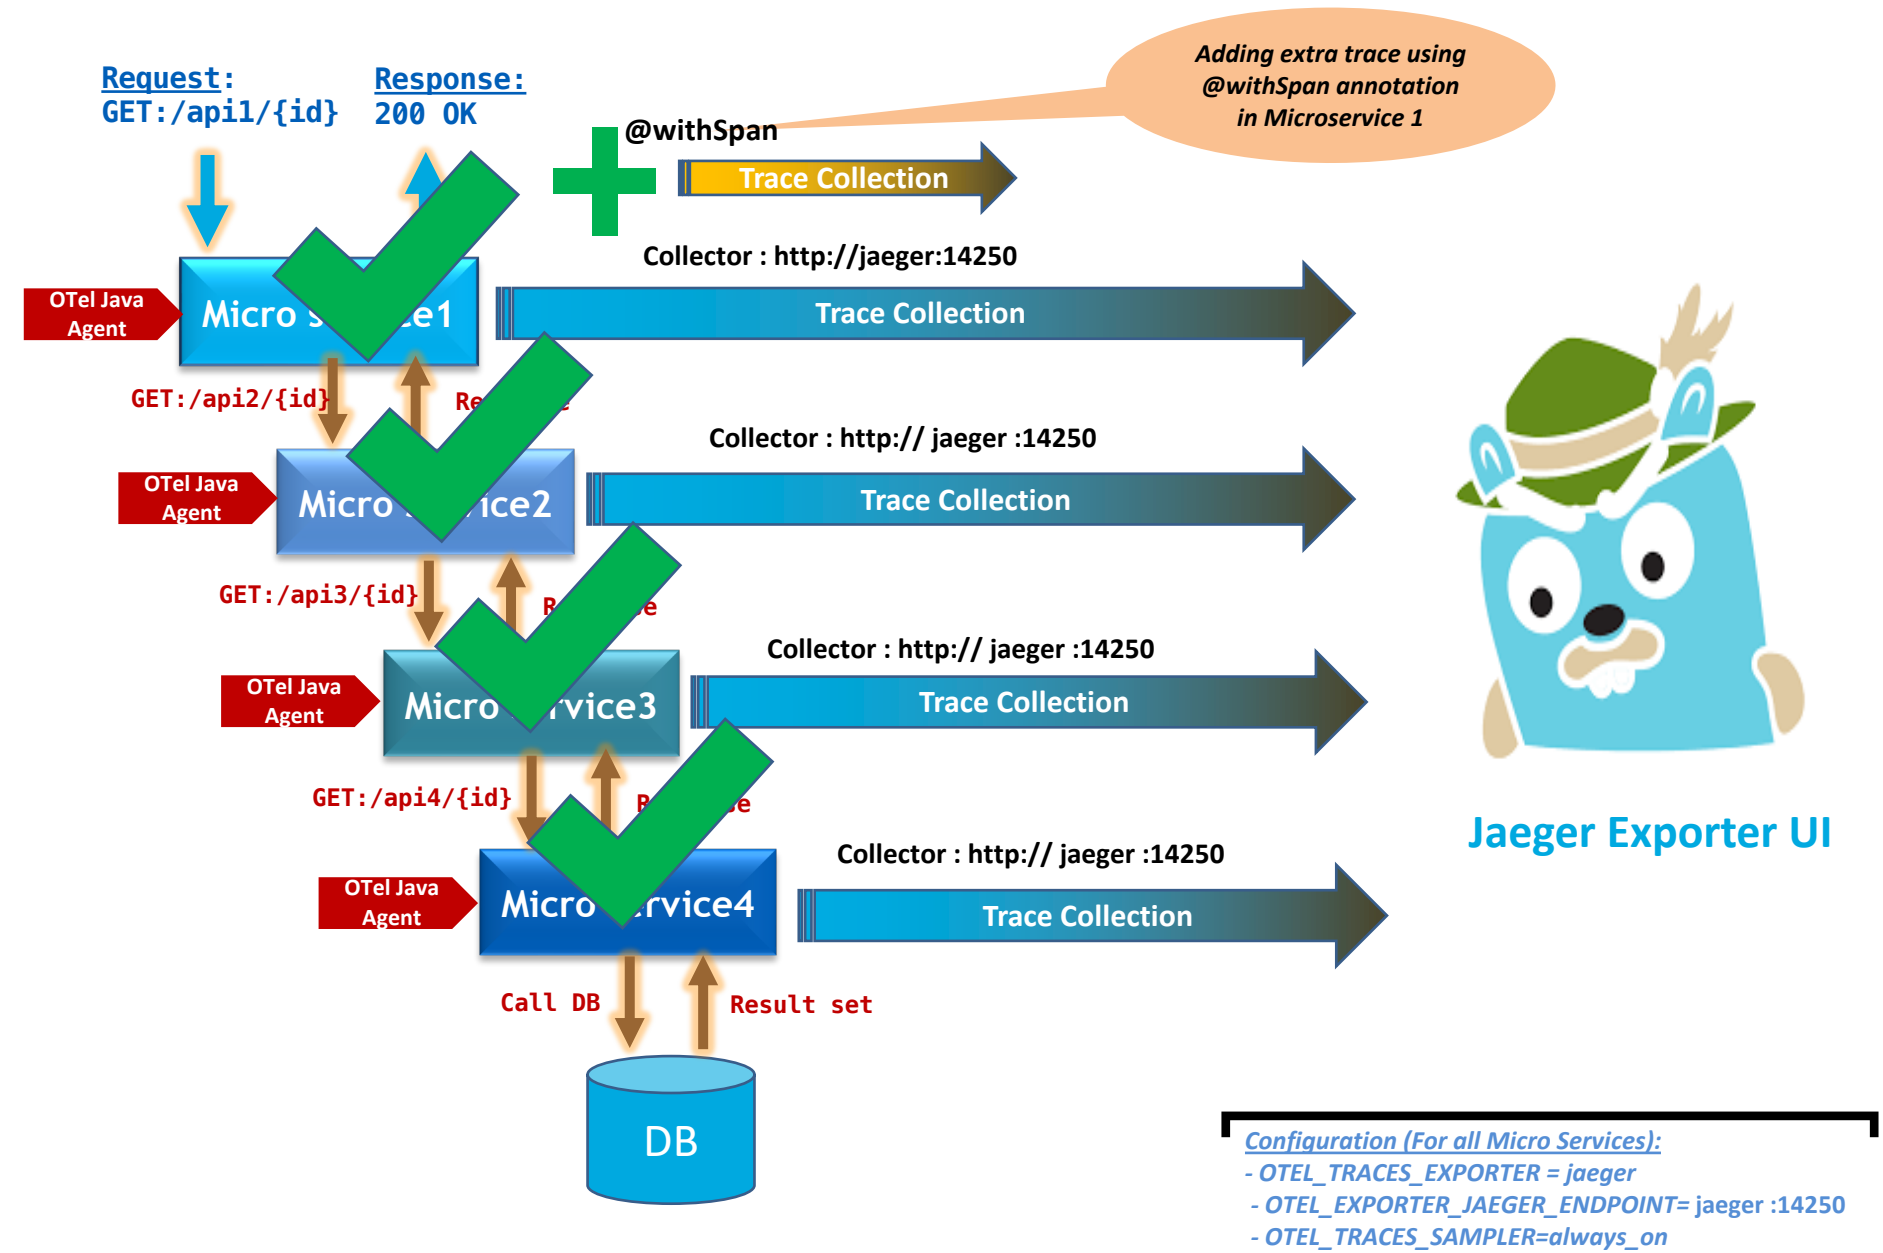 Request:
GET:/api1/{id}
Response:
200 OK
Adding extra trace using
@withSpan annotation
in Microservice 1
@withSpan
Trace Collection
Collector : http://jaeger:14250
OTel Java
Agent
Micro
Trace Collection
GET:/api2/{id}
Collector : http:// jaeger :14250
OTel Java
Agent
Micro
Trace Collection
GET:/api3/{id}
Collector : http:// jaeger :14250
OTel Java
Agent
Micro
Trace Collection
GET:/api4/{id}
Jaeger Exporter UI
Collector : http:// jaeger :14250
OTel Java
Agent
Micro
Trace Collection
Call DB
Result set
DB
Configuration (For all Micro Services):
- OTEL_TRACES_EXPORTER = jaeger
- OTEL_EXPORTER_JAEGER_ENDPOINT= jaeger :14250
- OTEL_TRACES_SAMPLER=always_on